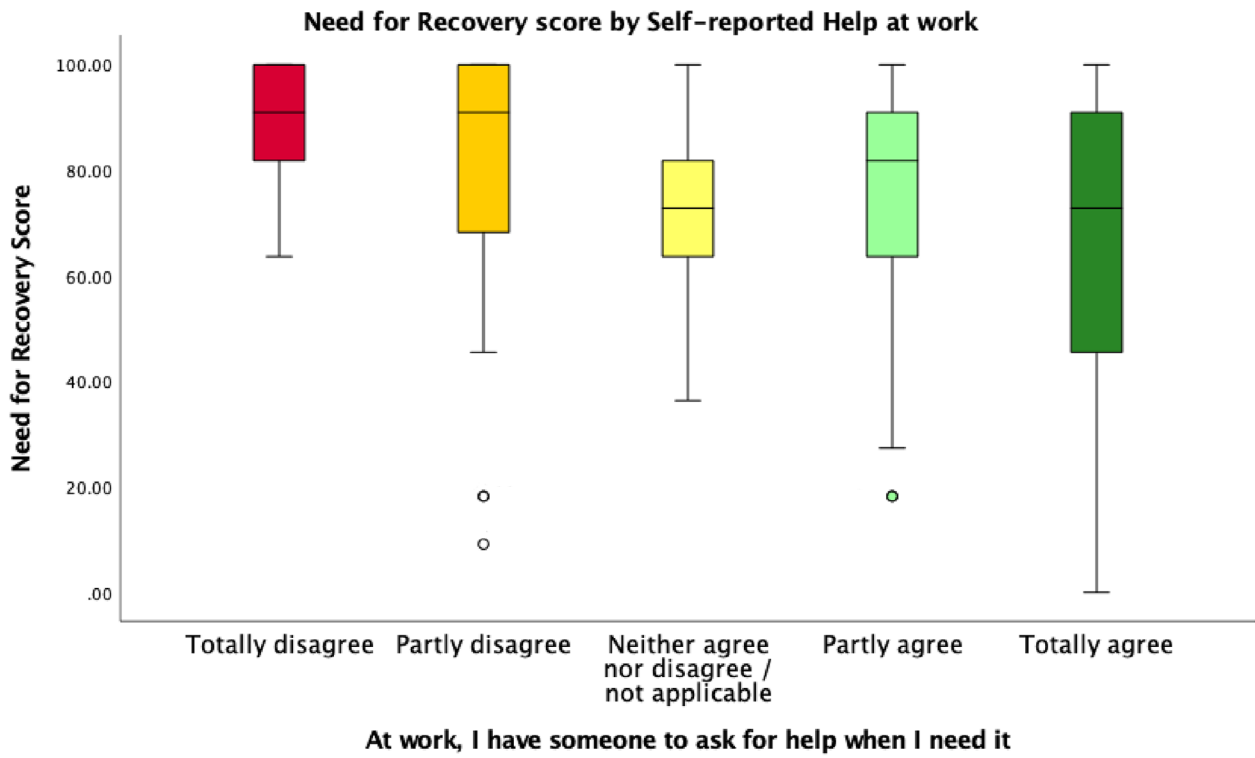 Need for Recovery score by Self-reported Help at work
Need for Recovery Score
100.00
80.00
60.00
40.00
20.00
.00
Totally disagree
Partly disagree
Neither agree
nor disagree /
not applicable
Partly agree
Totally agree
At work, I have someone to ask for help when I need it